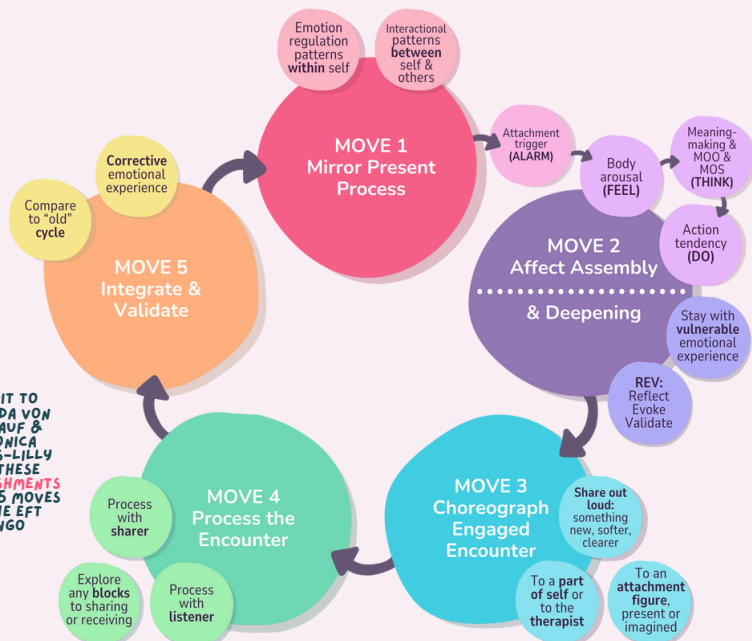 Emotion
regulation
patterns
within self
Interactional
patterns
between
self &
others
MOVE 1
Mirror Present
Process
Attachment
trigger
(ALARM)
Body
arousal
(FEEL)
Meaning-
making &
MOO &
MOS
(THINK)
Action
tendency
(DO)
MOVE 2
Affect Assembly
& Deepening
Stay with
vulnerable
emotional
experience
REV:
Reflect
Evoke
Validate
MOVE 3
Choreograph
Engaged
Encounter
Share out
loud:
something
new, softer,
clearer
To a part
of self or
to the
therapist
To an
attachment
figure,
present or
imagined
MOVE 4
Process the
Encounter
Process
with
sharer
Explore
any blocks
to sharing
or receiving
Process
with
listener
MOVE 5
Integrate &
Validate
Corrective
emotional
experience
Compare
to “old”
cycle
IT TO
DA VON
AUF &
ONICA
S-LILLY
THESE
SHMENTS
5 MOVES
HE EFT
NGO